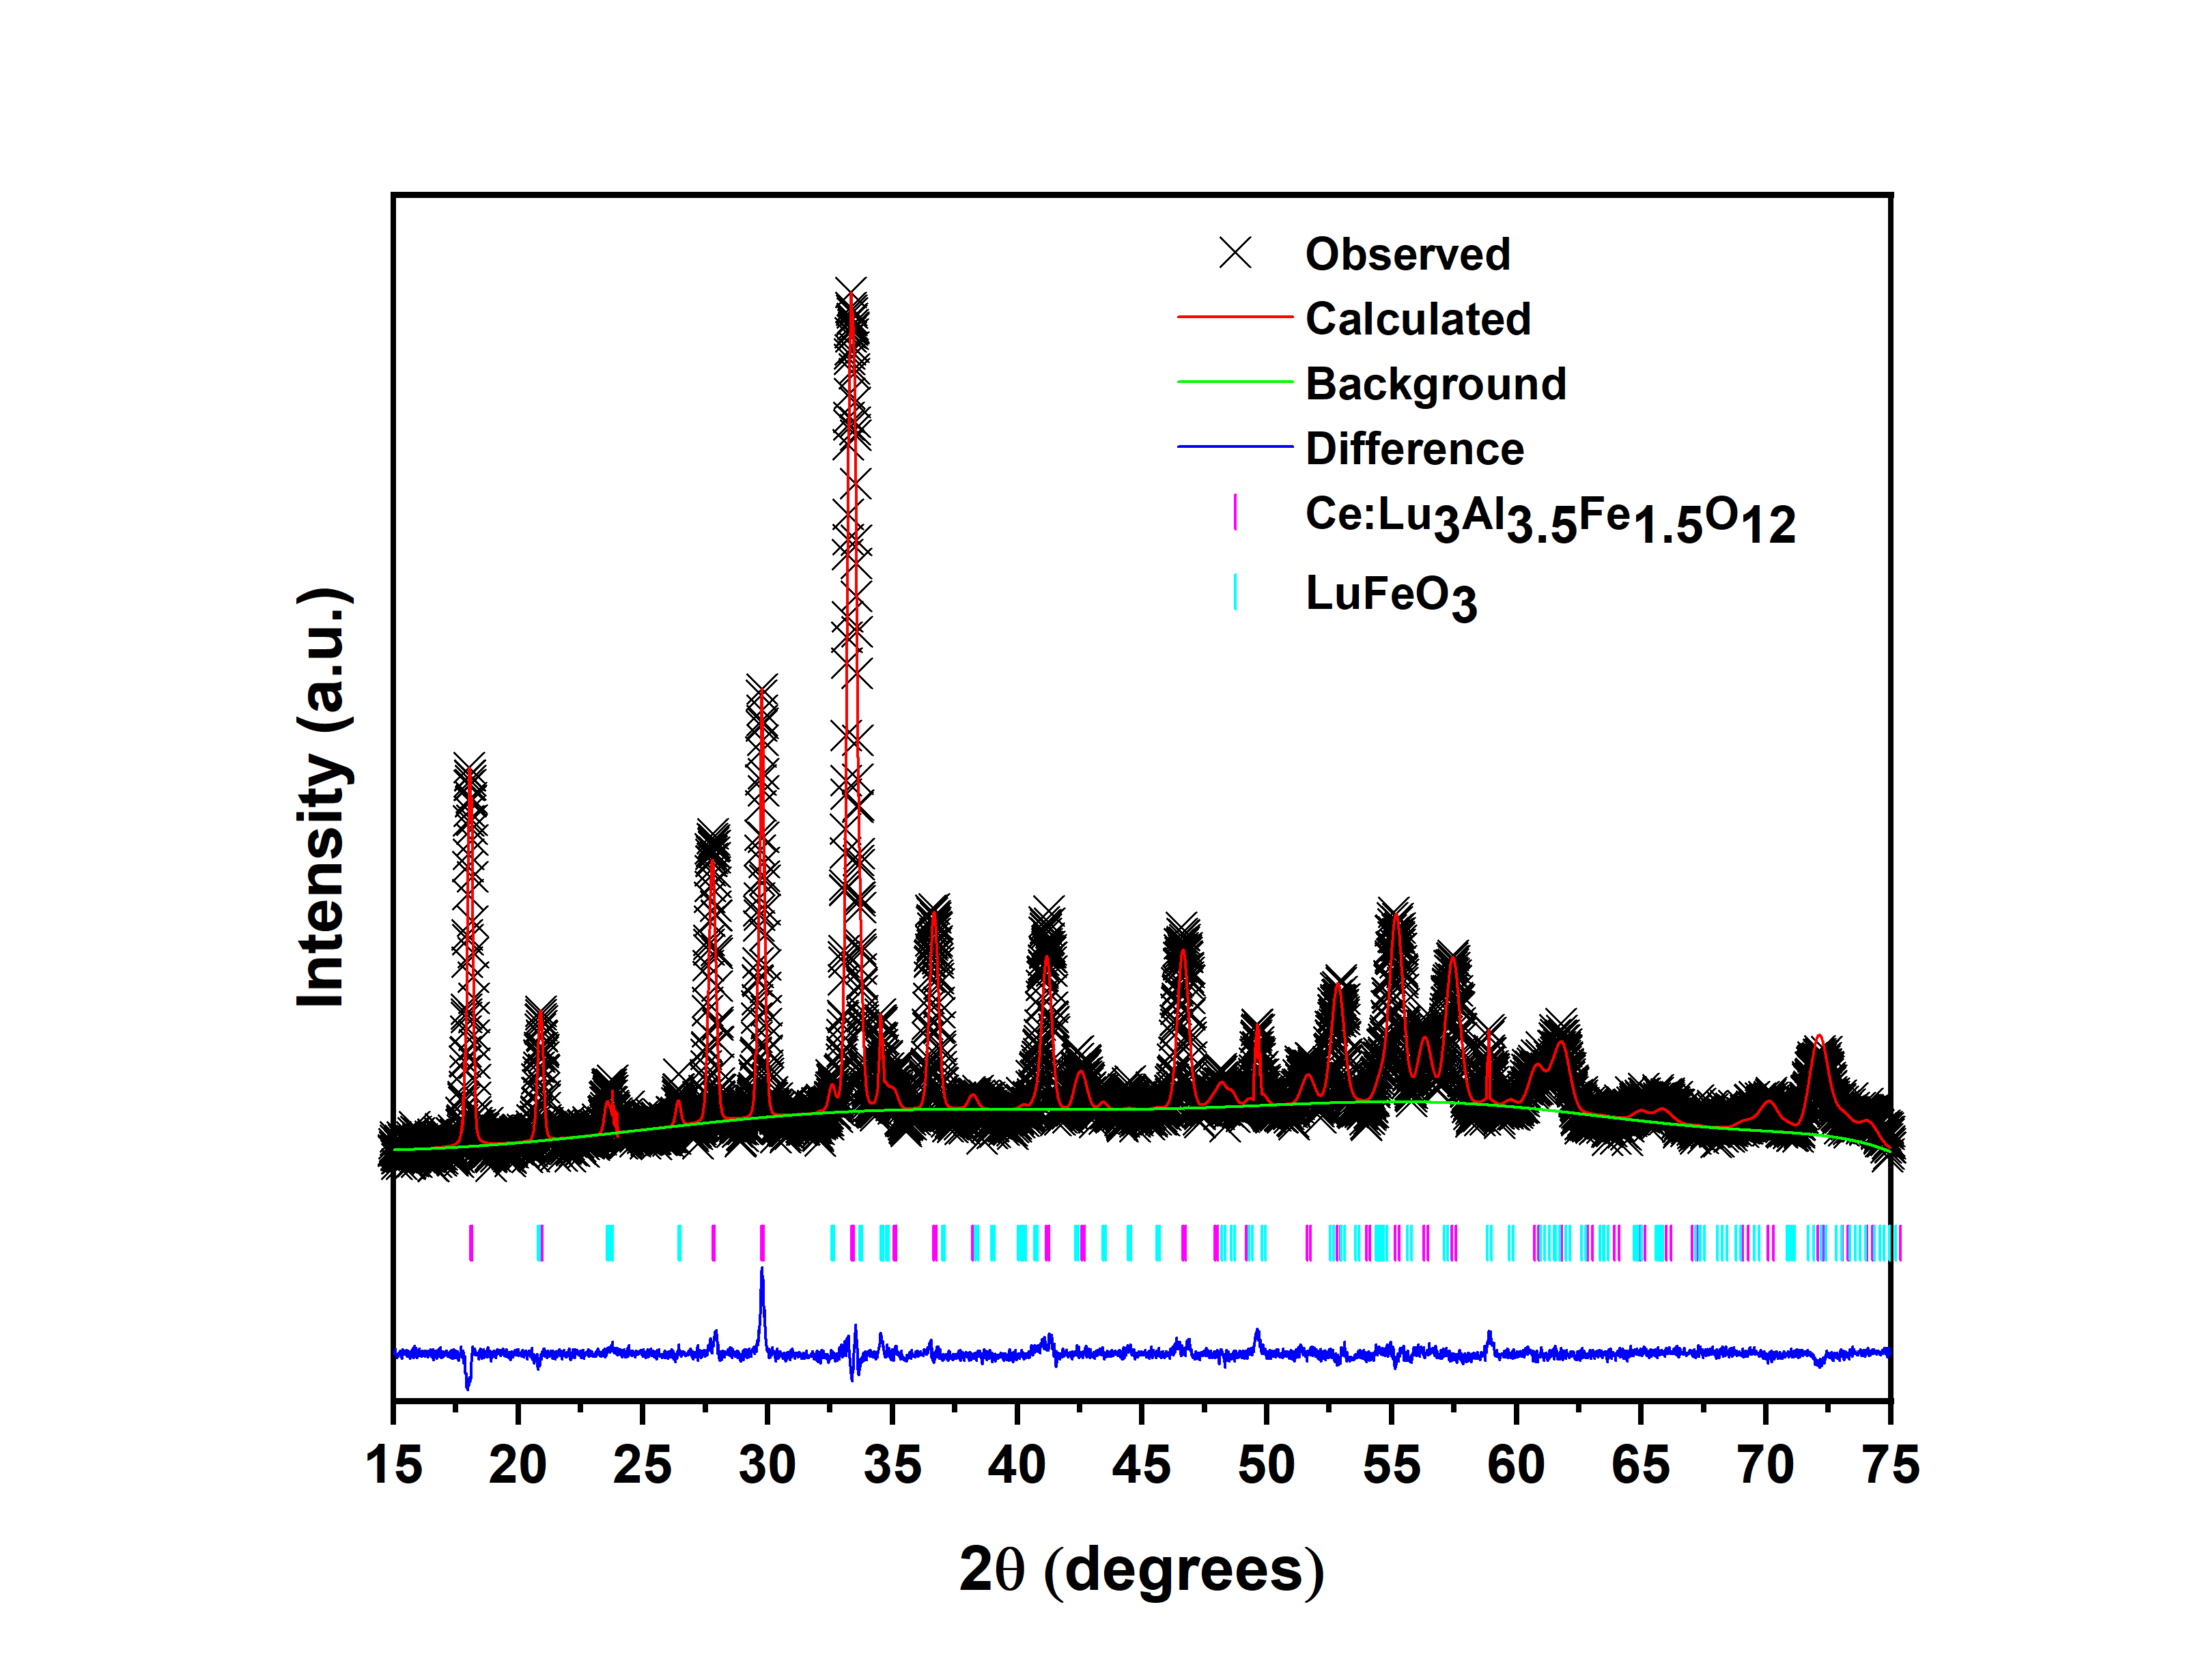 Observed
Calculated
Background
Difference
Ce:Lu3Al3.5Fe1.5O12
LuFeO3
Intensity (a.u.)
15 20 25 30 35 40 45 50 55 60 65 70 75
2θ (degrees)